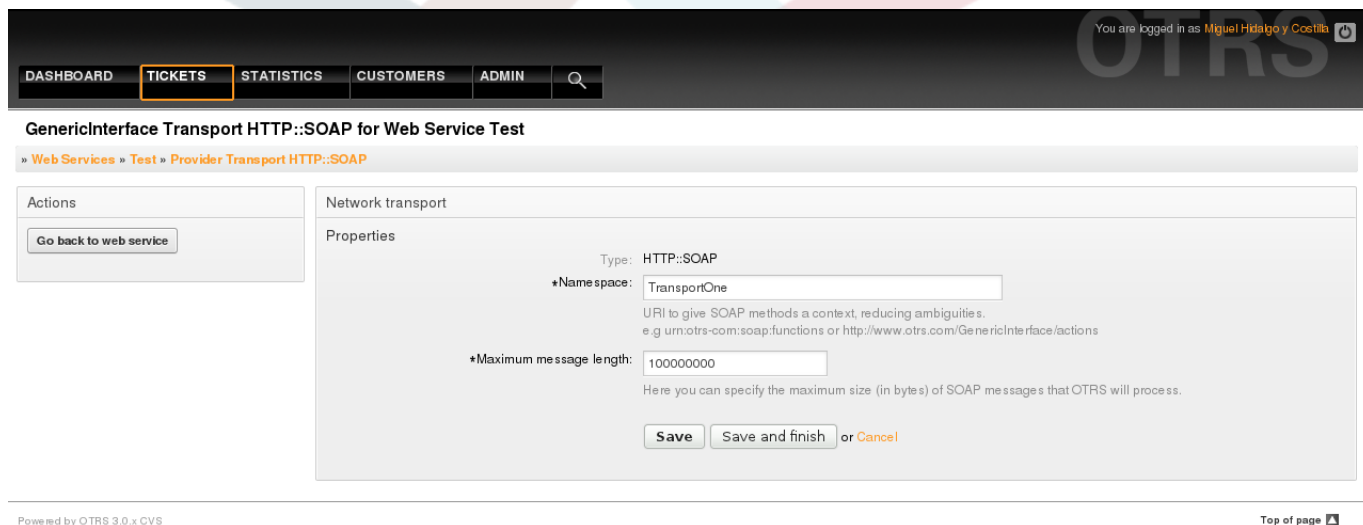 OTRS
You are logged in as Miguel Hidalgo y Costilla
DASHBOARD TICKETS STATISTICS CUSTOMERS ADMIN
GenericInterface Transport HTTP::SOAP for Web Service Test
» Web Services » Test » Provider Transport HTTP::SOAP
Actions
Go back to web service
Network transport
Properties
Type: HTTP::SOAP
*Namespace: TransportOne
URI to give SOAP methods a context, reducing ambiguities.
e.g urn:otrs-com:soap:functions or http://www.otrs.com/GenericInterface/actions
*Maximum message length: 100000000
Here you can specify the maximum size (in bytes) of SOAP messages that OTRS will process.
Save Save and finish or Cancel
Powered by OTRS 3.0.x CVS Top of page